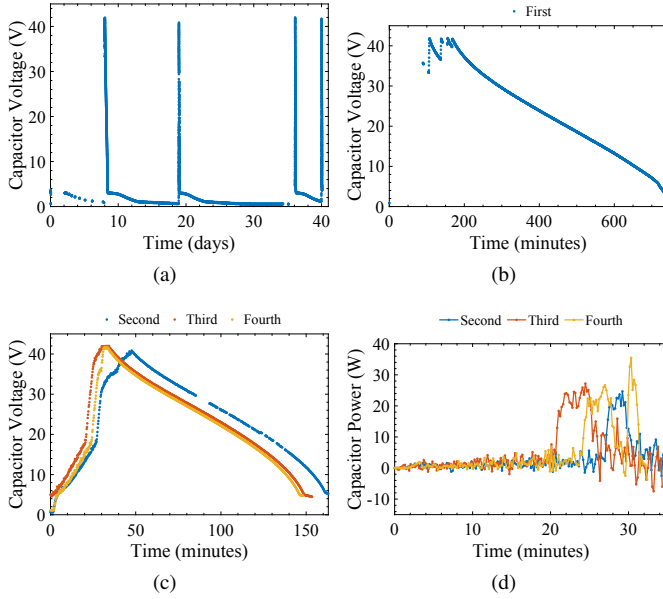 Capacitor Voltage (V)
40
30
20
10
0
0 10 20 30 40
Time (days)
(a)
First
Capacitor Voltage (V)
50
40
30
20
10
0
0 200 400 600
Time (minutes)
(b)
Second Third Fourth
Capacitor Voltage (V)
40
30
20
10
0
0 50 100 150
Time (minutes)
(c)
Second Third Fourth
Capacitor Power (W)
40
30
20
10
0
-10
0 10 20 30
Time (minutes)
(d)